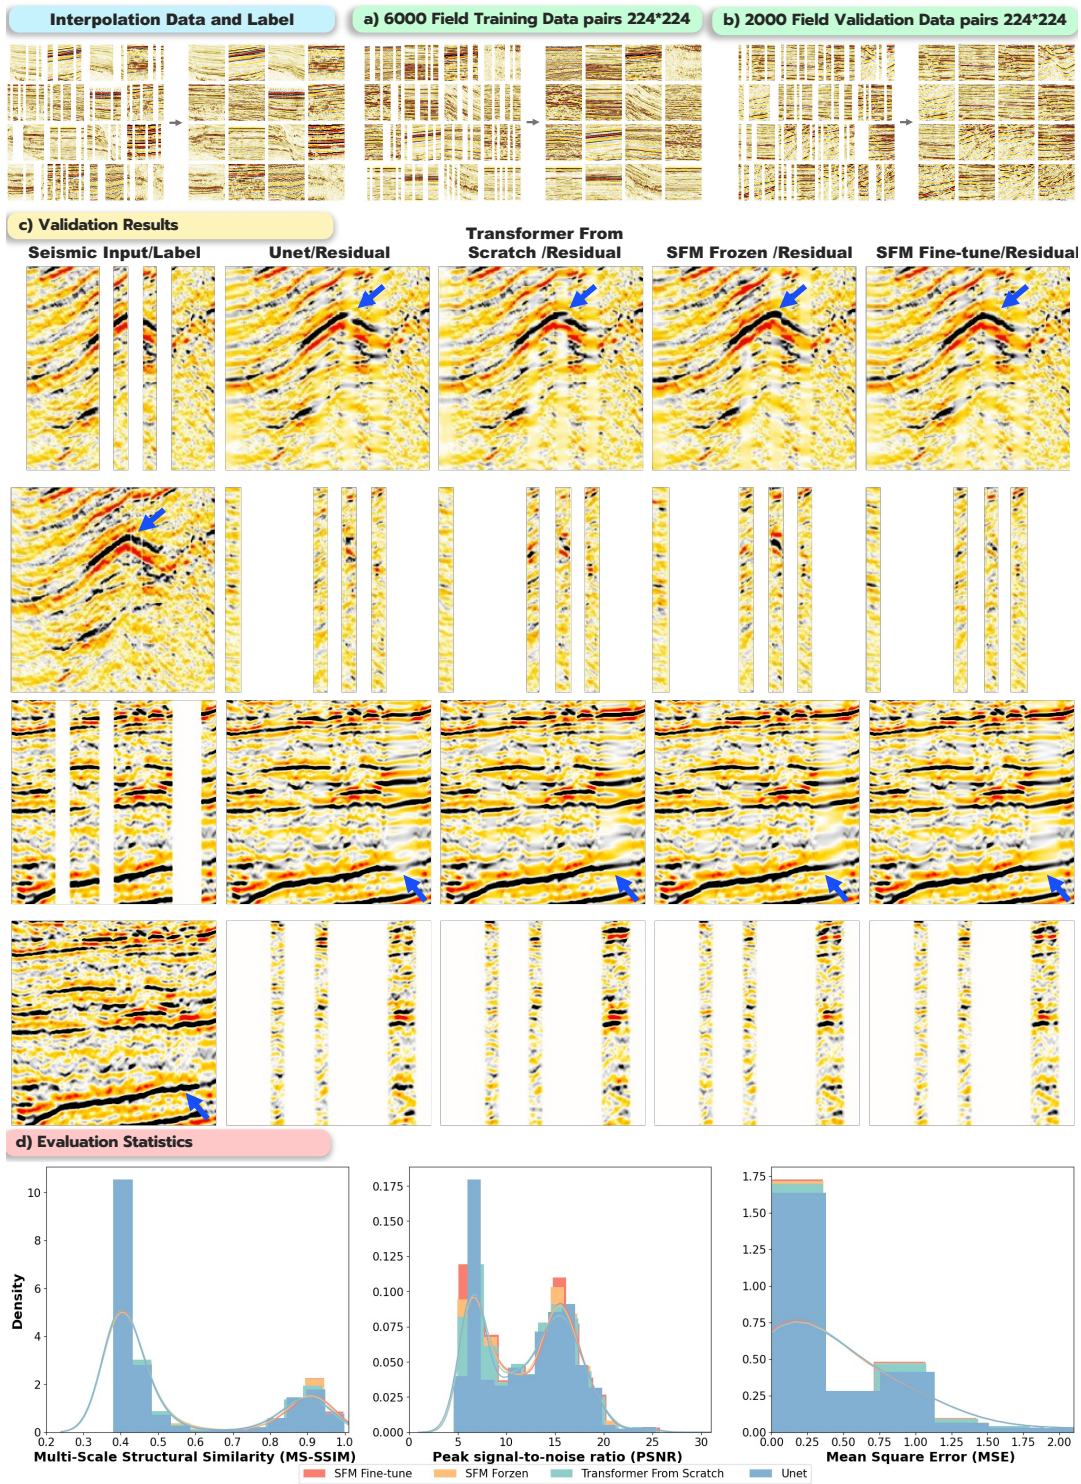 Interpolation Data and Label
a) 6000 Field Training Data pairs 224*224
b) 2000 Field Validation Data pairs 224*224
c) Validation Results
Seismic Input/Label
Unet/Residual
Transformer From
Scratch /Residual
SFM Frozen /Residual
SFM Fine-tune/Residual
d) Evaluation Statistics
Density
10
8
6
4
2
0
0.2 0.3 0.4 0.5 0.6 0.7 0.8 0.9 1.0
Multi-Scale Structural Similarity (MS-SSIM)
0.175
0.150
0.125
0.100
0.075
0.050
0.025
0.000
0 5 10 15 20 25 30
Peak signal-to-noise ratio (PSNR)
1.75
1.50
1.25
1.00
0.75
0.50
0.25
0.00
0.00 0.25 0.50 0.75 1.00 1.25 1.50 1.75 2.00
Mean Square Error (MSE)
SFM Fine-tune SFM Forzen Transformer From Scratch Unet